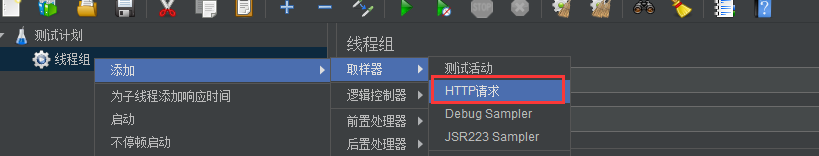 测试计划
线程组
线程组
添加
为子线程添加响应时间
启动
不停顿启动
取样器
逻辑控制器
前置处理器
后置处理器
测试活动
HTTP请求
Debug Sampler
JSR223 Sampler
STOP